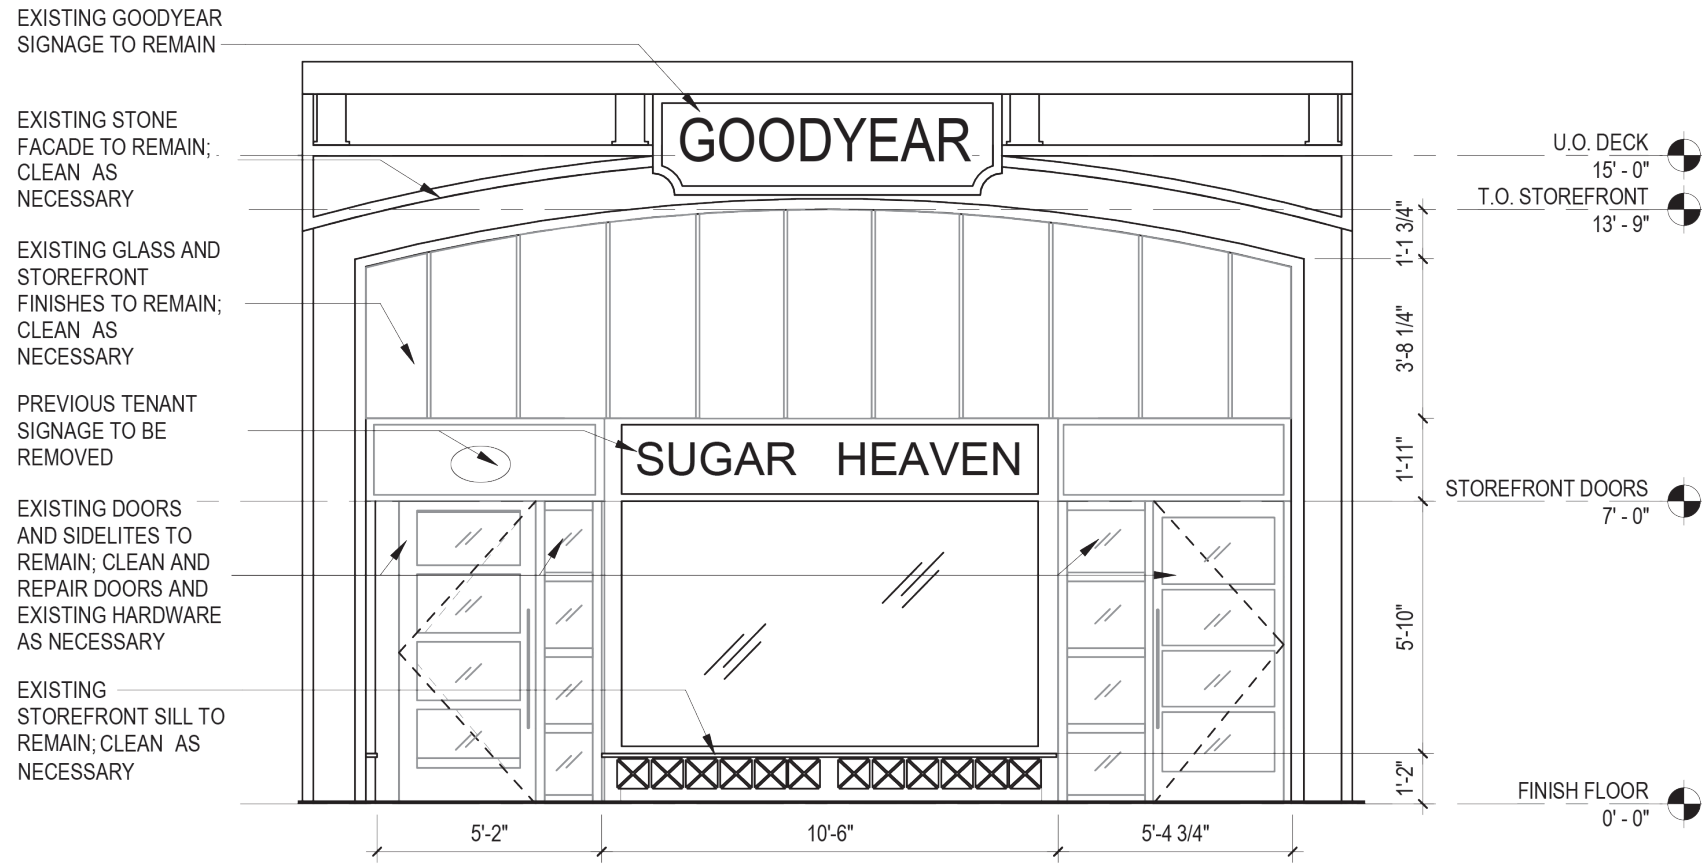 EXISTING GOODYEAR
SIGNAGE TO REMAIN
EXISTING STONE
FACADE TO REMAIN;
CLEAN AS
NECESSARY
EXISTING GLASS AND
STOREFRONT
FINISHES TO REMAIN;
CLEAN AS
NECESSARY
PREVIOUS TENANT
SIGNAGE TO BE
REMOVED
EXISTING DOORS
AND SIDELITES TO
REMAIN; CLEAN AND
REPAIR DOORS AND
EXISTING HARDWARE
AS NECESSARY
EXISTING
STOREFRONT SILL TO
REMAIN; CLEAN AS
NECESSARY
GOODYEAR
SUGAR HEAVEN
5'-2"
10'-6"
5'-4 3/4"
1'-1 3/4"
3'-8 1/4"
1'-11"
5'-10"
1'-2"
U.O. DECK
15' - 0"
T.O. STOREFRONT
13' - 9"
STOREFRONT DOORS
7' - 0"
FINISH FLOOR
0' - 0"